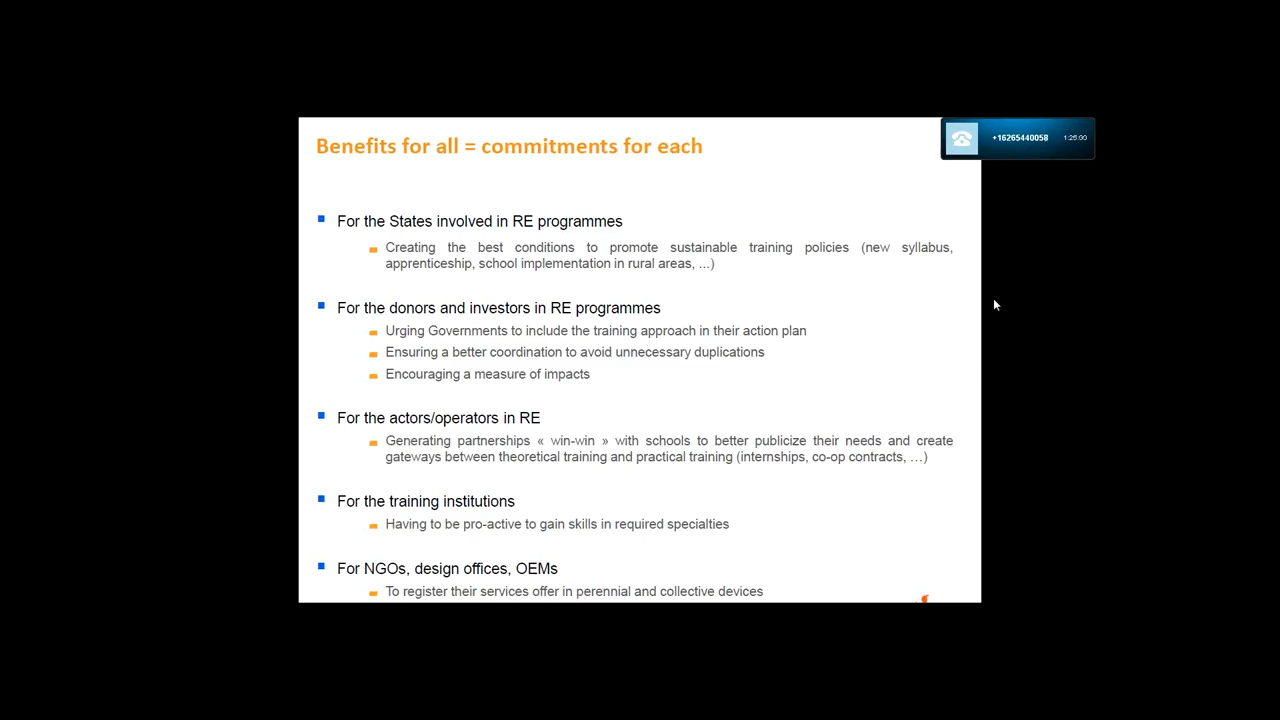 Benefits for all = commitments for each
+16265440058 1:25:90
For the States involved in RE programmes
Creating the best conditions to promote sustainable training policies (new syllabus,
apprenticeship, school implementation in rural areas, ...)
For the donors and investors in RE programmes
Urging Governments to include the training approach in their action plan
Ensuring a better coordination to avoid unnecessary duplications
Encouraging a measure of impacts
For the actors/operators in RE
Generating partnerships « win-win » with schools to better publicize their needs and create
gateways between theoretical training and practical training (internships, co-op contracts, …)
For the training institutions
Having to be pro-active to gain skills in required specialties
For NGOs, design offices, OEMs
To register their services offer in perennial and collective devices